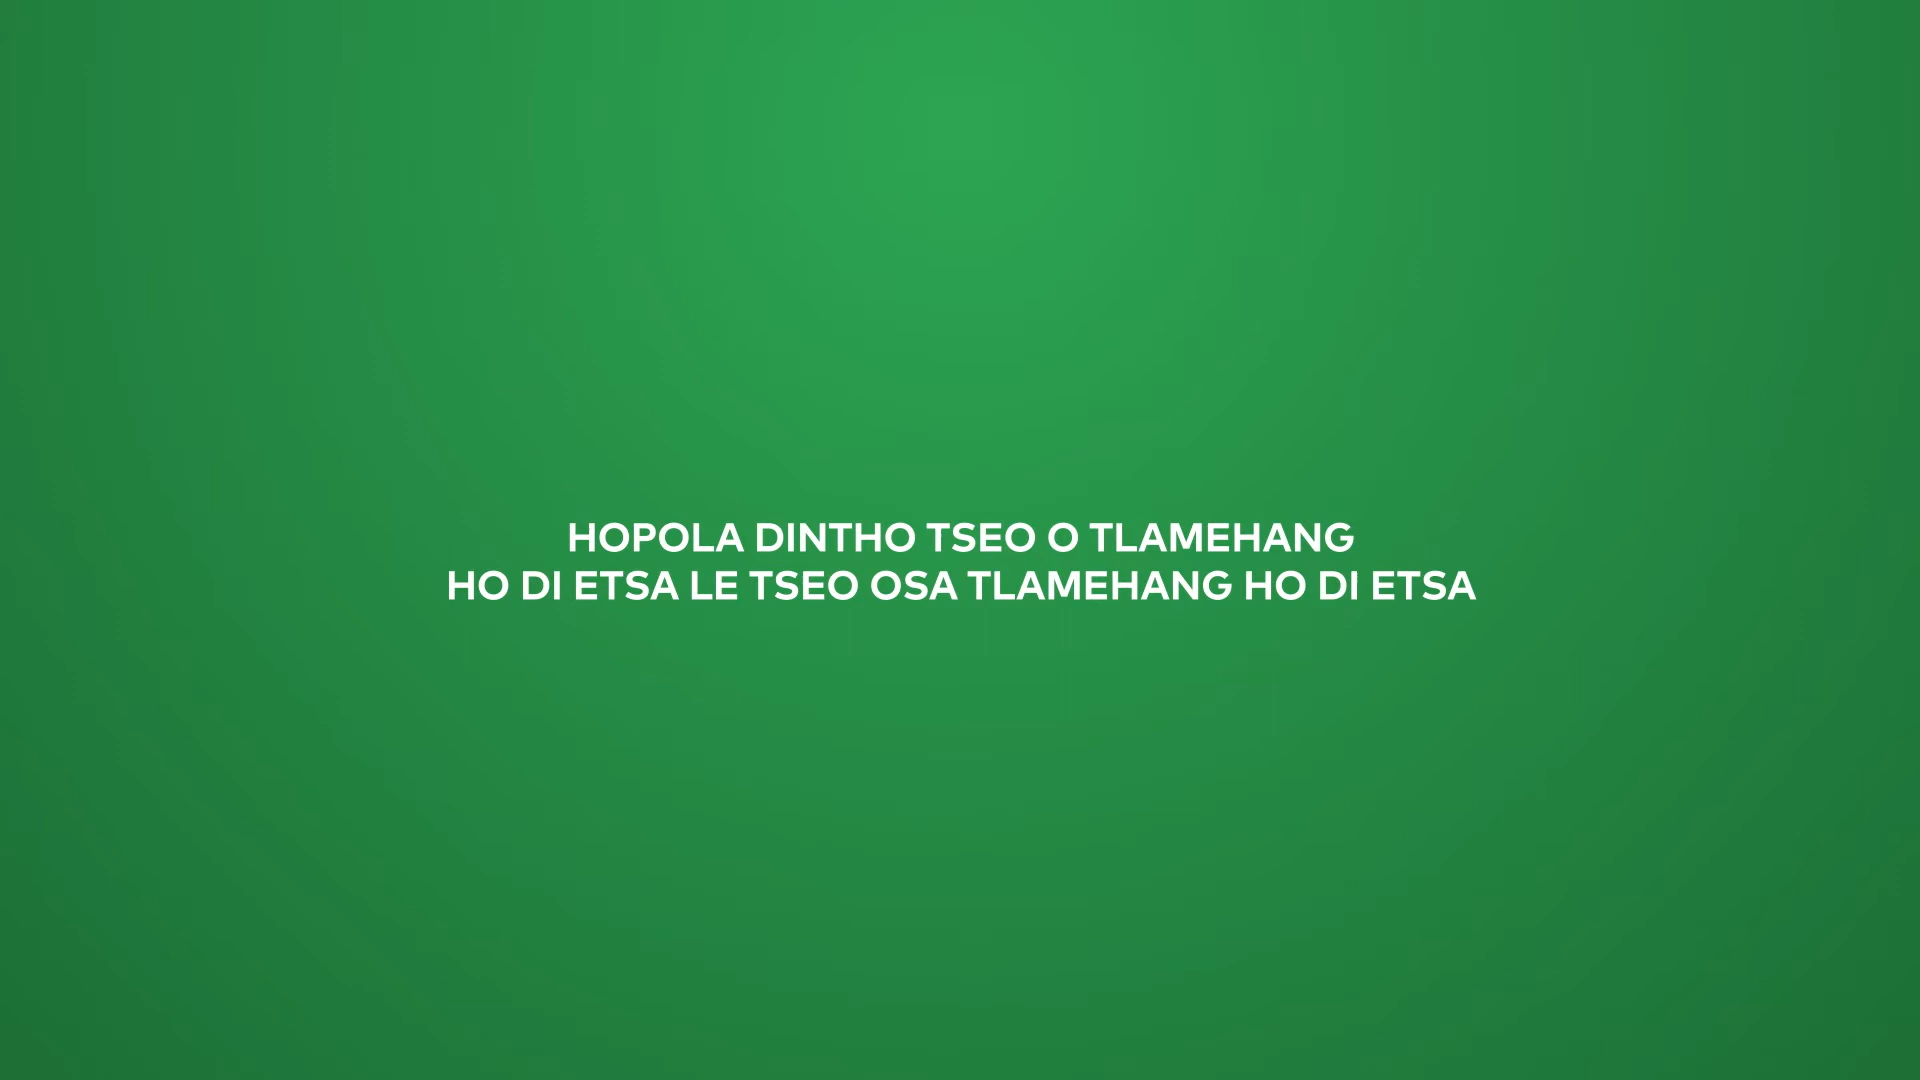 HOPOLA DINTHO TSEO O TLAMEHANG
HO DI ETSA LE TSEO OSA TLAMEHANG HO DI ETSA